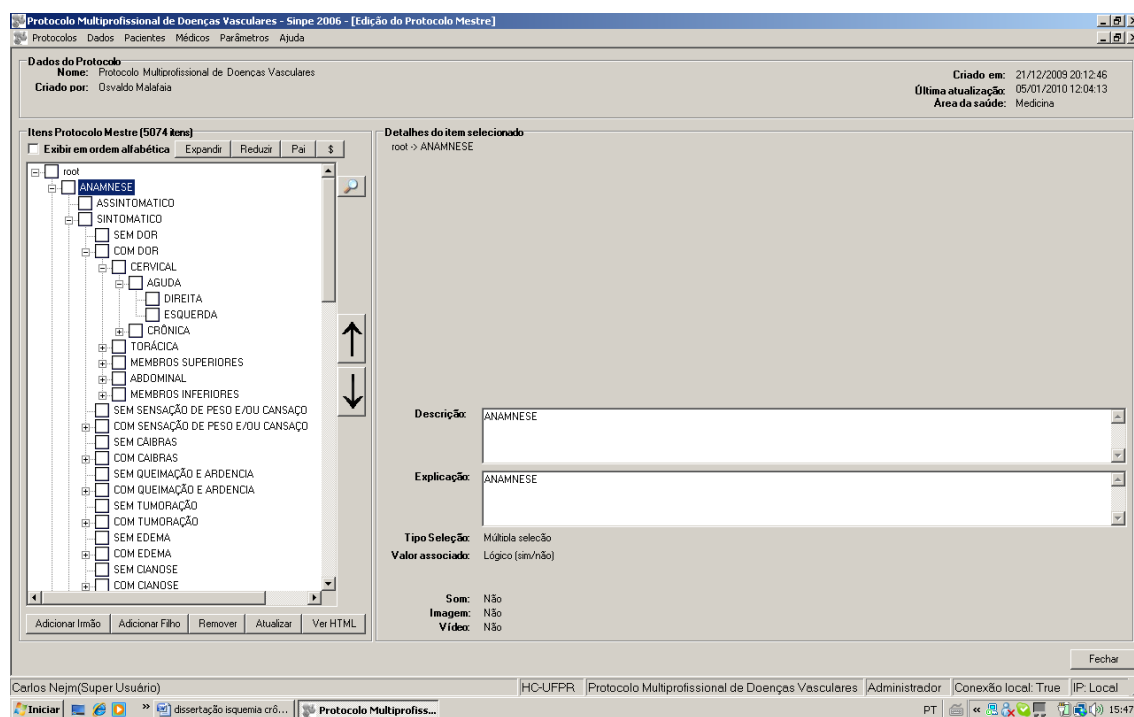 Protocolo Multiprofissional de Doenças Vasculares - Sinpe 2006 - [Edição do Protocolo Mestre]
Protocolos Dados Pacientes Médicos Parâmetros Ajuda
Dados do Protocolo
Nome: Protocolo Multiprofissional de Doenças Vasculares
Criado por: Osvaldo Malafaia
Criado em: 21/12/2009 20:12:46
Última atualização: 05/01/2010 12:04:13
Área da saúde: Medicina
Itens Protocolo Mestre (5074 itens)
Exibir em ordem alfabética Expandir Reduzir Pai $
root
ANAMNESE
ASSINTOMATICO
SINTOMATICO
SEM DOR
COM DOR
CERVICAL
AGUDA
DIREITA
ESQUERDA
CRÔNICA
TORÁCICA
MEMBROS SUPERIORES
ABDOMINAL
MEMBROS INFERIORES
SEM SENSAÇÃO DE PESO E/OU CANSAÇO
COM SENSAÇÃO DE PESO E/OU CANSAÇO
SEM CAIBRAS
COM CAIBRAS
SEM QUEIMAÇÃO E ARDENCIA
COM QUEIMAÇÃO E ARDENCIA
SEM TUMORAÇÃO
COM TUMORAÇÃO
SEM EDEMA
COM EDEMA
SEM CIANOSE
COM CIANOSE
Adicionar Irmão Adicionar Filho Remover Atualizar Ver HTML
Detalhes do item selecionado
root -> ANAMNESE
Descrição: ANAMNESE
Explicação: ANAMNESE
Tipo Seleção: Múltipla selecão
Valor associado: Lógico (sim/não)
Som: Não
Imagem: Não
Vídeo: Não
Fechar
Carlos Nejm(Super Usuário) HC-UFPR Protocolo Multiprofissional de Doenças Vasculares Administrador Conexão local: True IP: Local
Iniciar » dissertação isquemia crô... Protocolo Multiprofiss... PT « 15:47